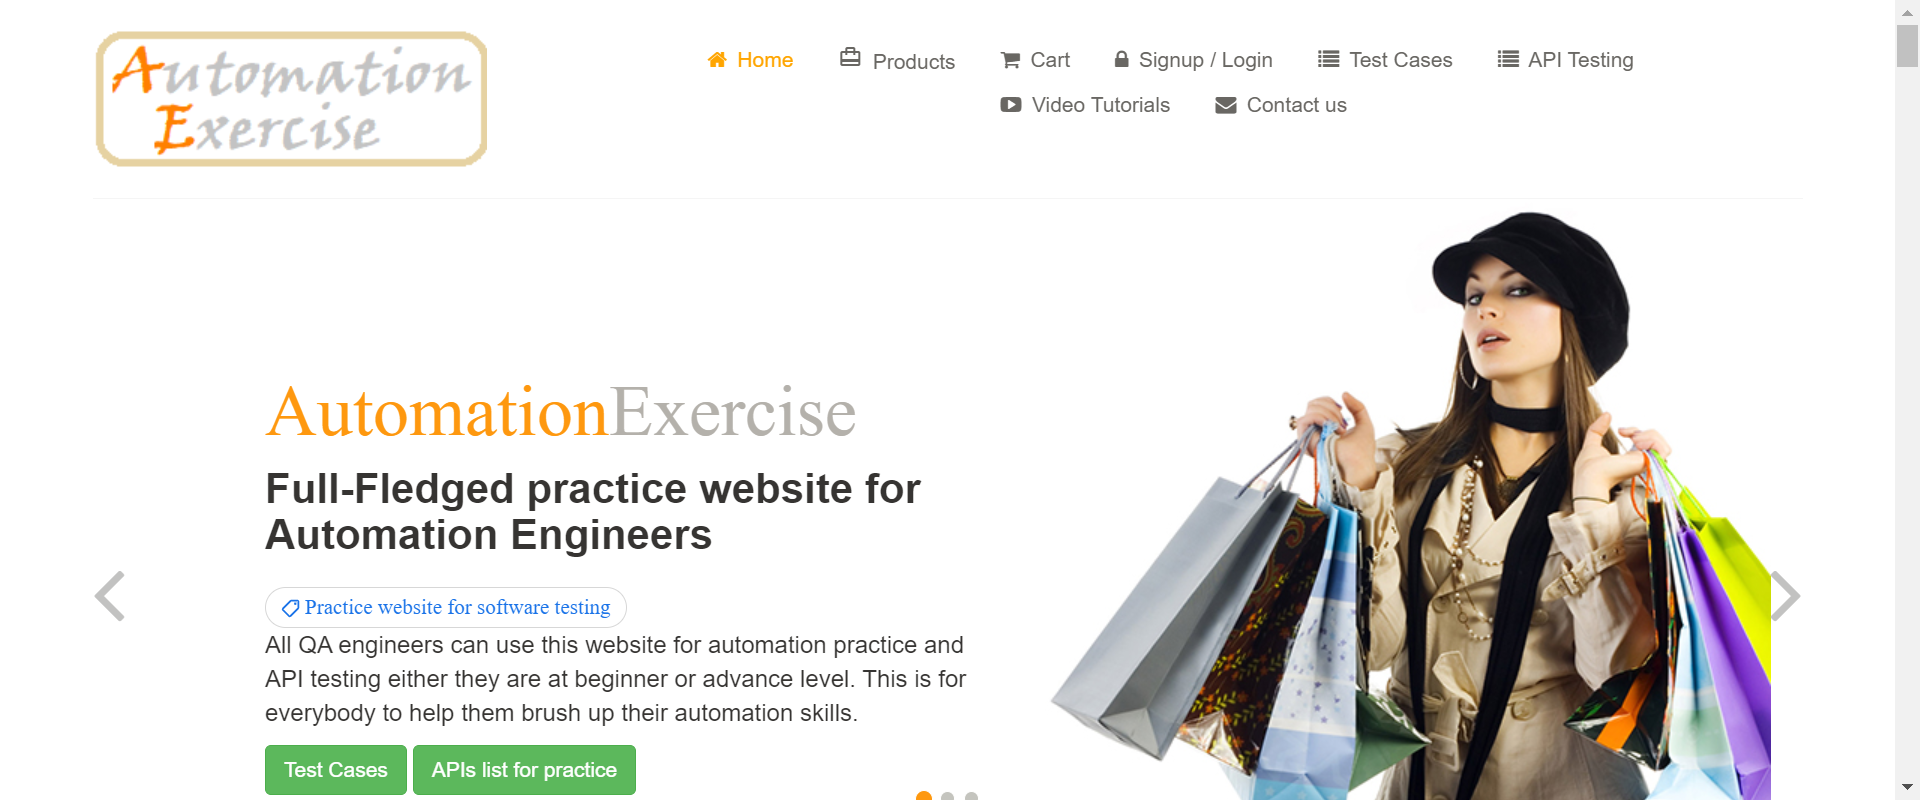 Automation
Exercise
Home Products Cart Signup / Login Test Cases API Testing
Video Tutorials Contact us
AutomationExercise
Full-Fledged practice website for
Automation Engineers
Practice website for software testing
All QA engineers can use this website for automation practice and
API testing either they are at beginner or advance level. This is for
everybody to help them brush up their automation skills.
Test Cases APIs list for practice